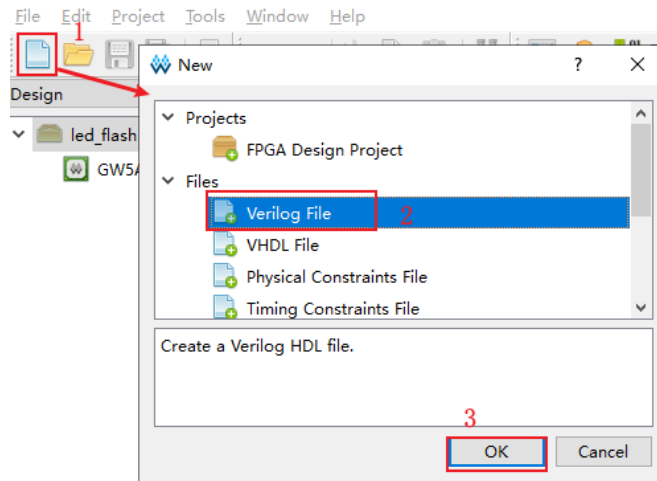 File Edit Project Tools Window Help
1
New ? ×
Design
Projects
led_flash
FPGA Design Project
GW5A
Files
Verilog File 2
VHDL File
Physical Constraints File
Timing Constraints File
Create a Verilog HDL file.
3
OK Cancel